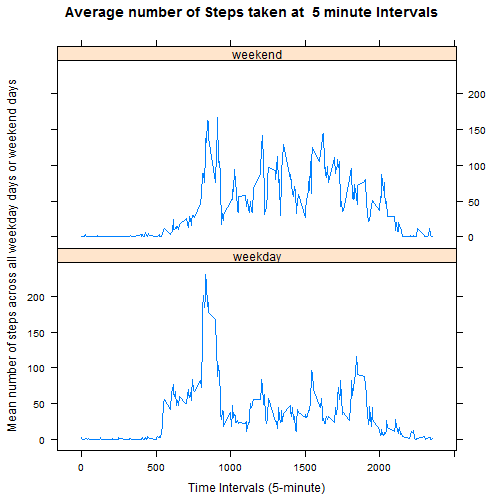 Average number of Steps taken at 5 minute Intervals
weekend
200
150
100
50
0
weekday
200
150
100
50
0
0 500 1000 1500 2000
Time Intervals (5-minute)
Mean number of steps across all weekday days or weekend days